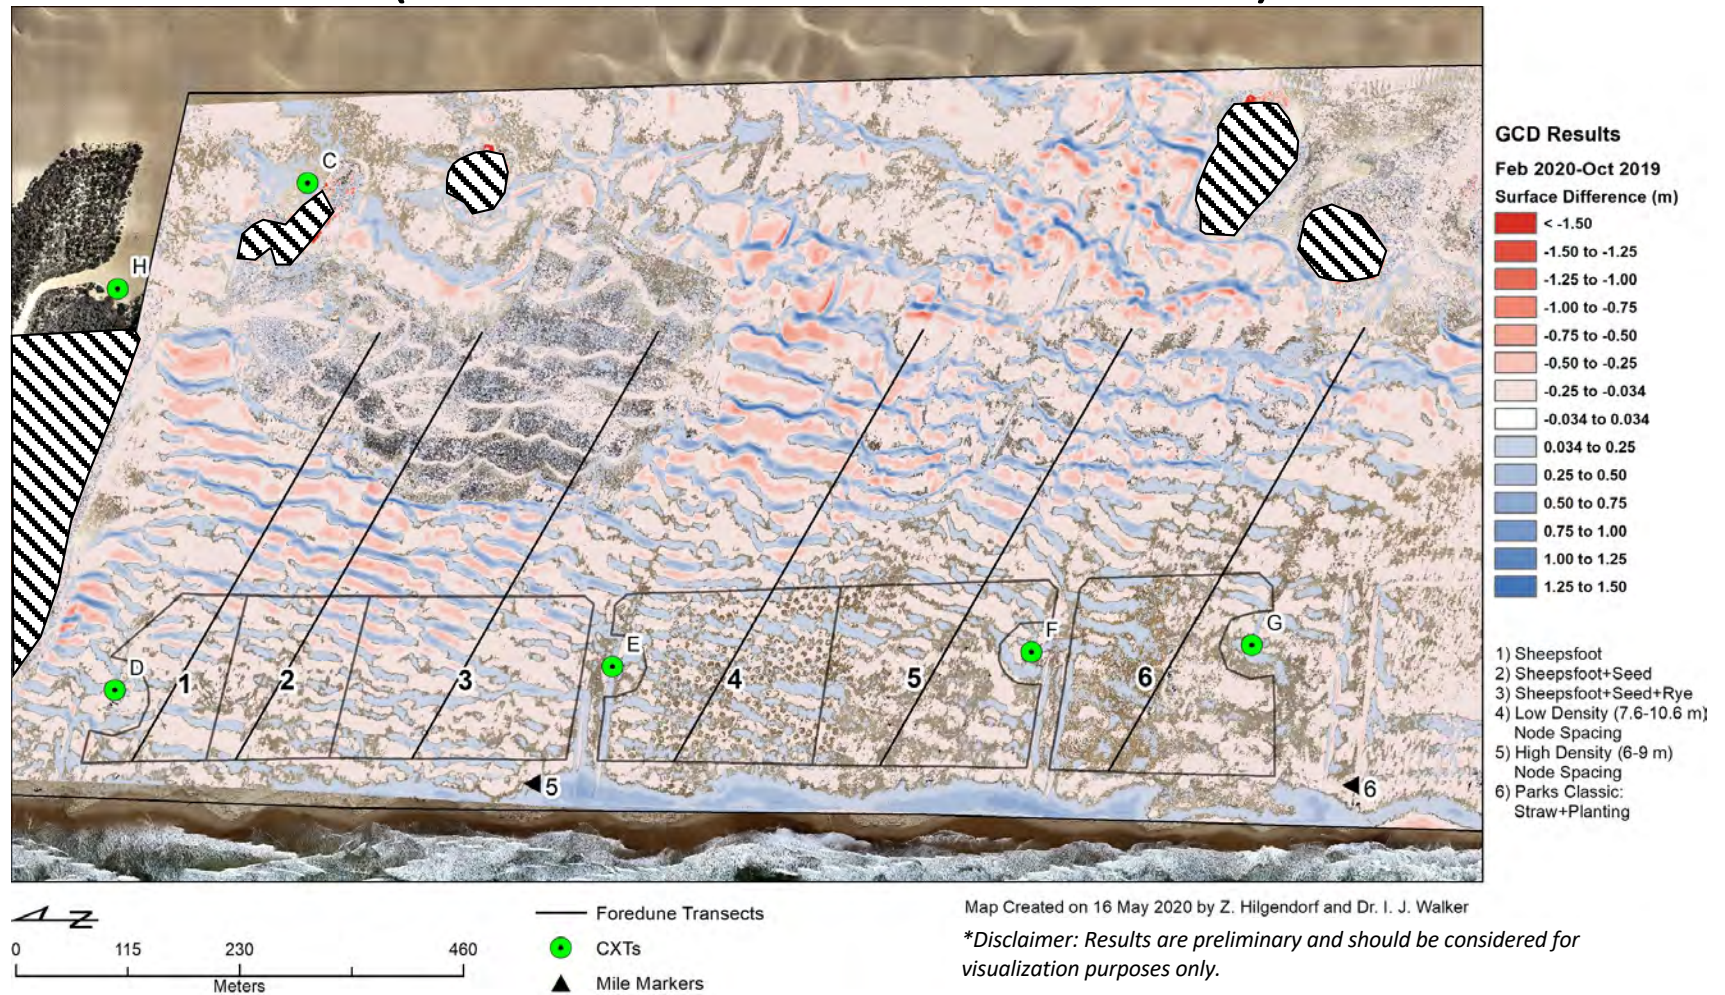 C
H
D
E
F
G
1
2
3
4
5
6
5
6
GCD Results
Feb 2020-Oct 2019
Surface Difference (m)
< -1.50
-1.50 to -1.25
-1.25 to -1.00
-1.00 to -0.75
-0.75 to -0.50
-0.50 to -0.25
-0.25 to -0.034
-0.034 to 0.034
0.034 to 0.25
0.25 to 0.50
0.50 to 0.75
0.75 to 1.00
1.00 to 1.25
1.25 to 1.50
1) Sheepsfoot
2) Sheepsfoot+Seed
3) Sheepsfoot+Seed+Rye
4) Low Density (7.6-10.6 m)
Node Spacing
5) High Density (6-9 m)
Node Spacing
6) Parks Classic:
Straw+Planting
Z
0 115 230 460
Meters
Foredune Transects
CXTs
Mile Markers
Map Created on 16 May 2020 by Z. Hilgendorf and Dr. I. J. Walker
*Disclaimer: Results are preliminary and should be considered for
visualization purposes only.